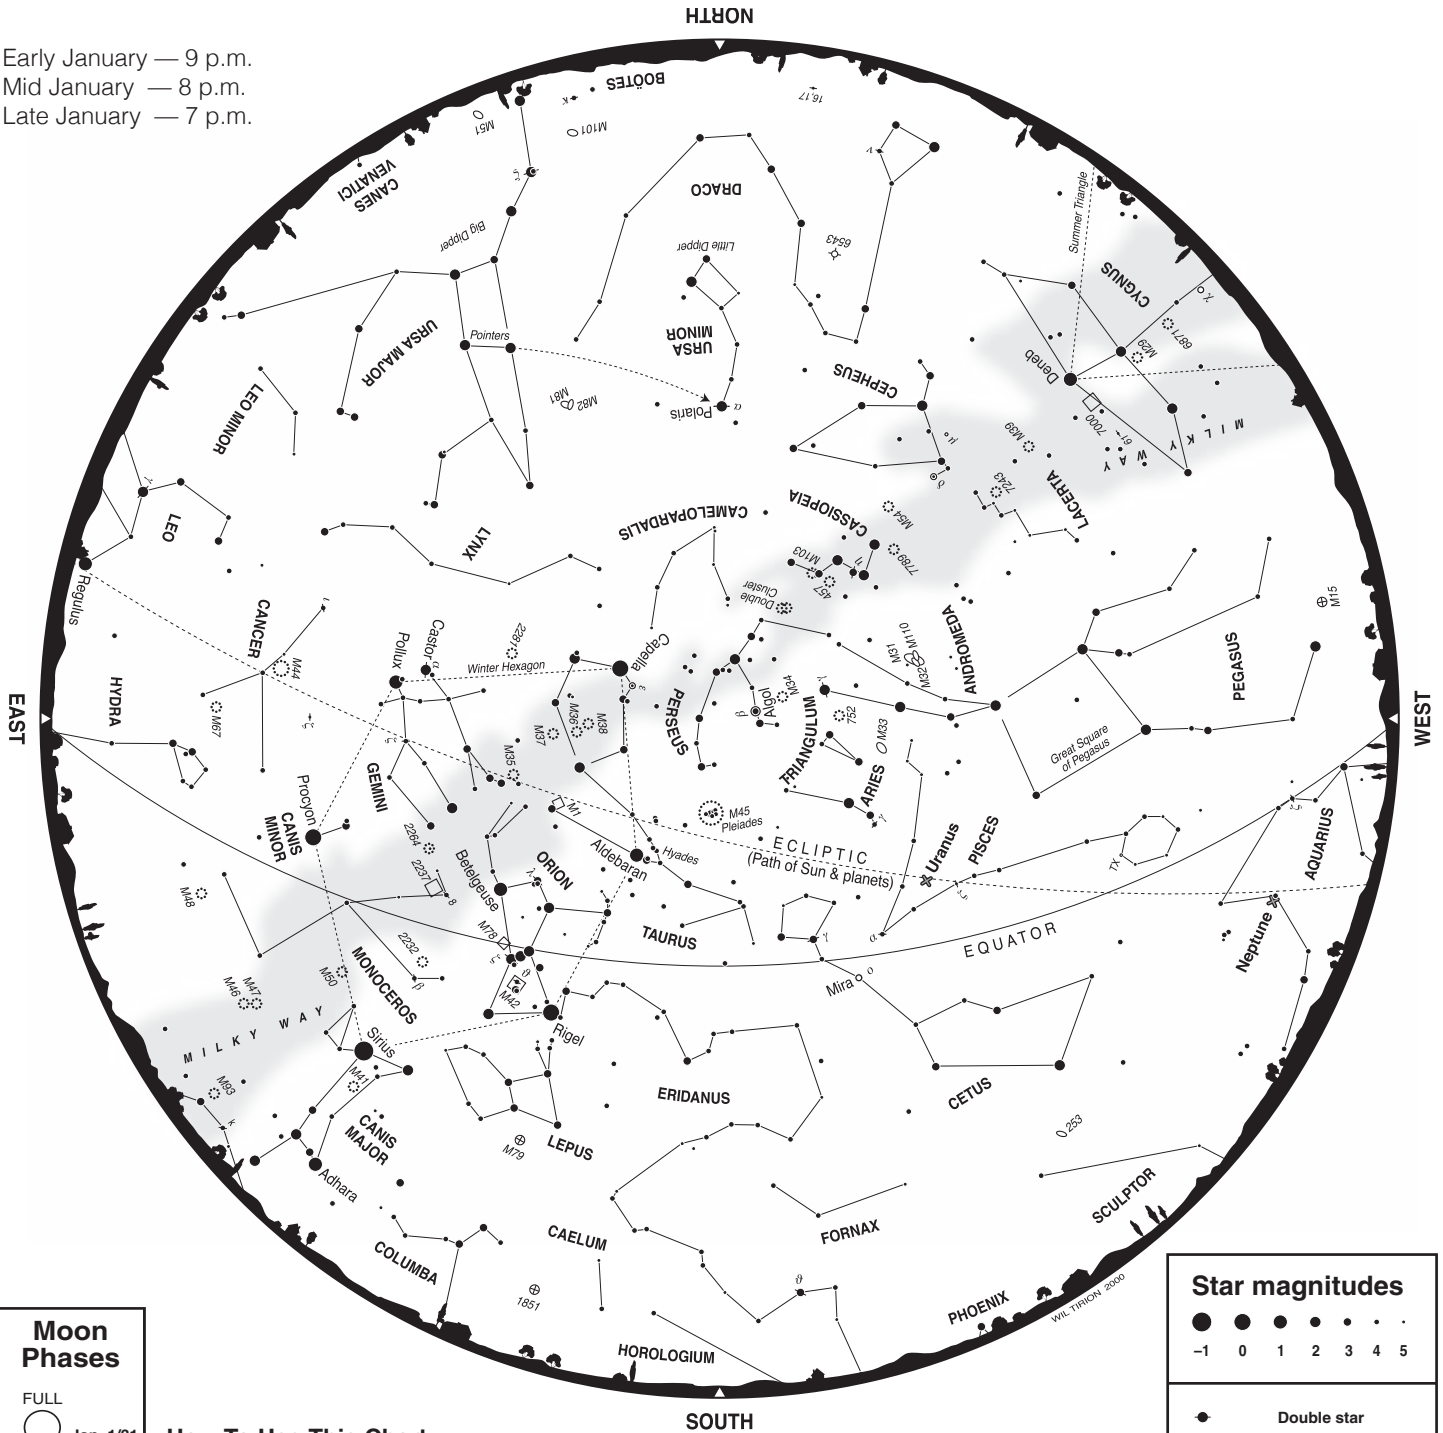 NORTH
Early January — 9 p.m.
Mid January — 8 p.m.
Late January — 7 p.m.
BOÖTES
κ
16,17
M51
M101
CANES
VENATICI
ζ
ν
DRACO
Big Dipper
Little Dipper
6543
Summer Triangle
CYGNUS
χ
6871
M29
URSA MAJOR
Pointers
URSA
MINOR
Deneb
CEPHEUS
LEO MINOR
M81
M82
Polaris
α
7000
61
MILKY WAY
μ
M39
δ
7243
LACERTA
γ
LEO
LYNX
CAMELOPARDALIS
CASSIOPEIA
M54
7789
η
M103
457
Double
Cluster
Regulus
CANCER
ι
M44
Pollux
Castor
α
2281
Winter Hexagon
Capella
ε
M31
M110
M32
ANDROMEDA
PEGASUS
M15
EAST
HYDRA
M67
ζ
ζ
M37
M36
M38
M35
PERSEUS
β
Algol
M34
γ
752
M33
TRIANGULUM
Great Square
of Pegasus
WEST
GEMINI
Procyon
CANIS
MINOR
2264
2237
8
M1
M45
Pleiades
ARIES
γ
Hyades
Aldebaran
ECLIPTIC
(Path of Sun & planets)
Uranus
PISCES
TX
ζ
ζ
AQUARIUS
Betelgeuse
ORION
λ
M48
M78
ζ
ϑ
M42
TAURUS
γ
α
EQUATOR
Neptune
Mira
ο
2232
β
M50
MONOCEROS
M46
M47
MILKY WAY
Sirius
Rigel
M41
M93
k
CANIS
MAJOR
Adhara
LEPUS
M79
ERIDANUS
CETUS
253
SCULPTOR
FORNAX
CAELUM
COLUMBA
1851
ϑ
HOROLOGIUM
PHOENIX
WIL TIRION 2000
SOUTH
Star magnitudes
–1 0 1 2 3 4 5
Double star
Moon
Phases
FULL